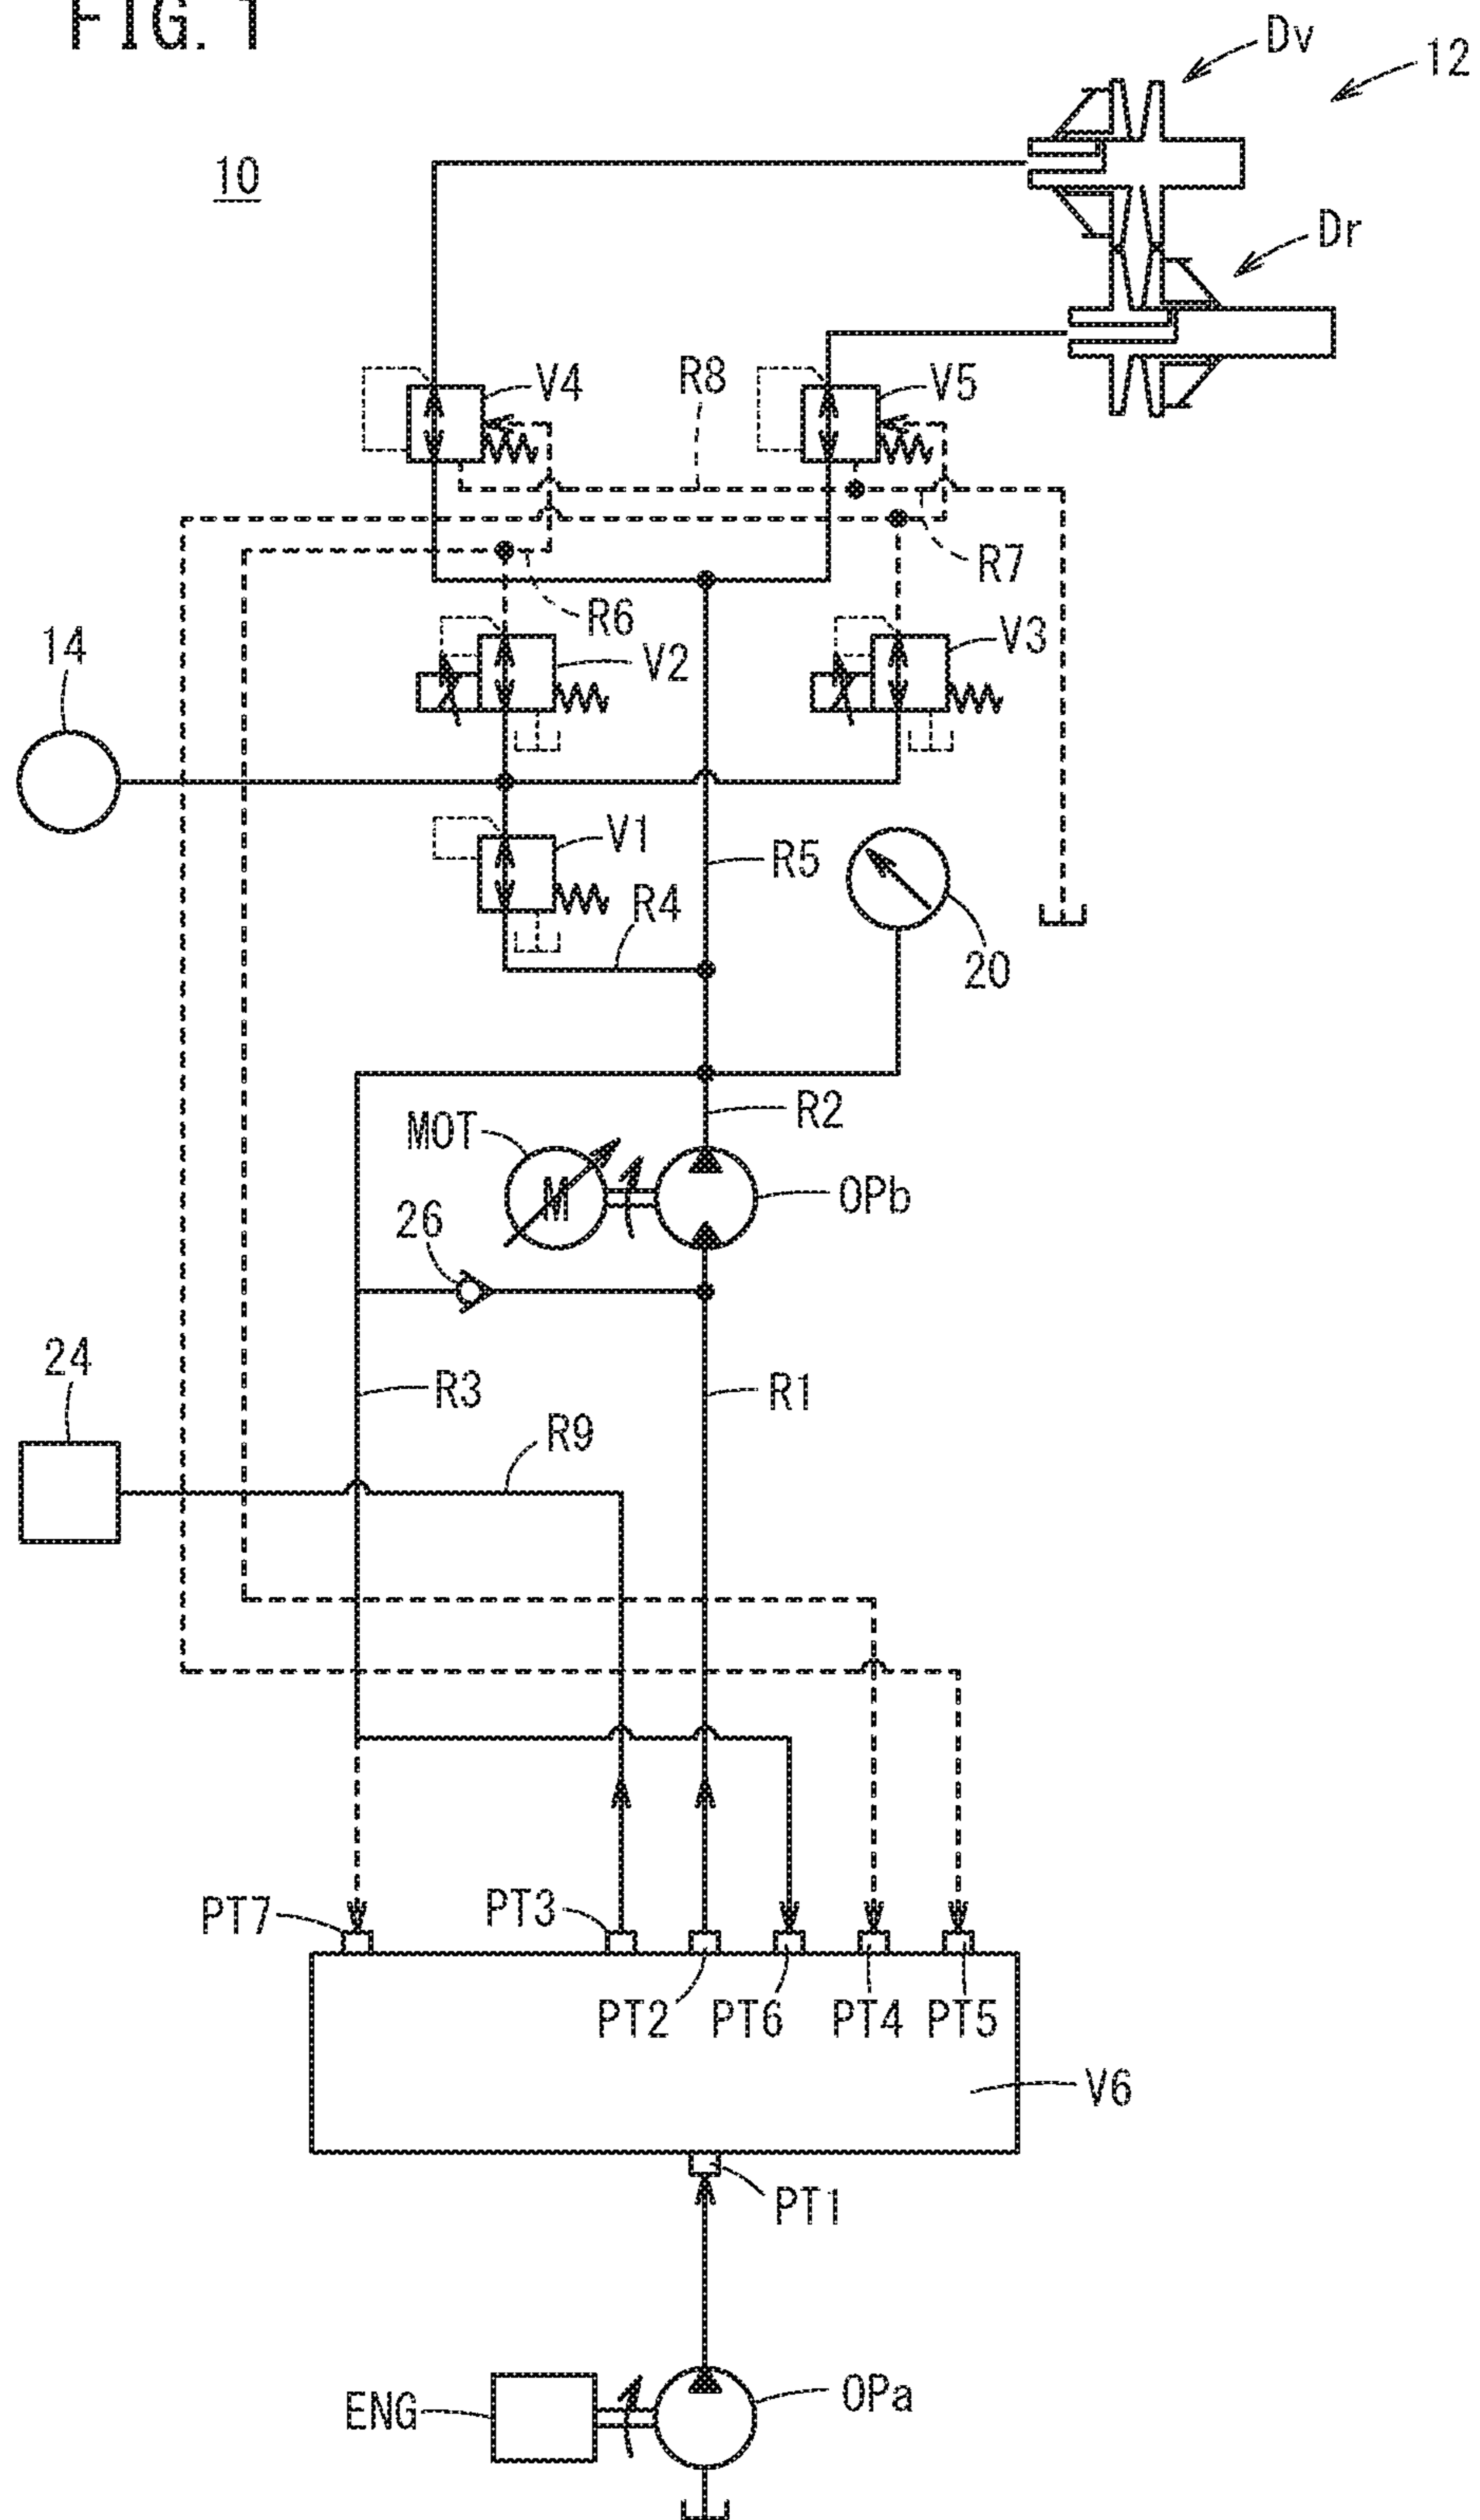 FIG. 1
Dv
12
10
Dr
V4
R8
V5
R7
R6
14
V2
V3
V1
R5
R4
20
R2
MOT
M
OPb
26
24
R3
R1
R9
PT7
PT3
PT2
PT6
PT4
PT5
V6
PT1
ENG
OPa